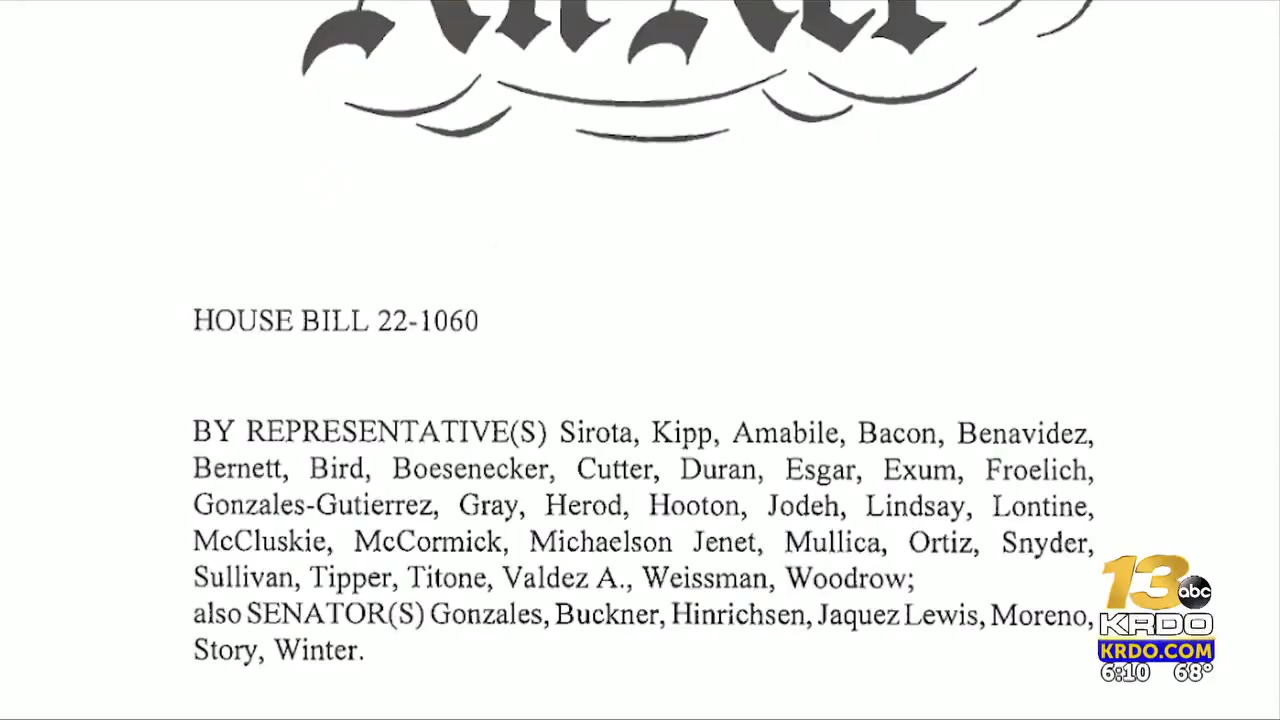 An Act
HOUSE BILL 22-1060
BY REPRESENTATIVE(S) Sirota, Kipp, Amabile, Bacon, Benavidez,
Bernett, Bird, Boesenecker, Cutter, Duran, Esgar, Exum, Froelich,
Gonzales-Gutierrez, Gray, Herod, Hooton, Jodeh, Lindsay, Lontine,
McCluskie, McCormick, Michaelson Jenet, Mullica, Ortiz, Snyder,
Sullivan, Tipper, Titone, Valdez A., Weissman, Woodrow;
also SENATOR(S) Gonzales, Buckner, Hinrichsen, Jaquez Lewis, Moreno,
Story, Winter.
13 abc
KRDO
KRDO.COM
6:10 68°